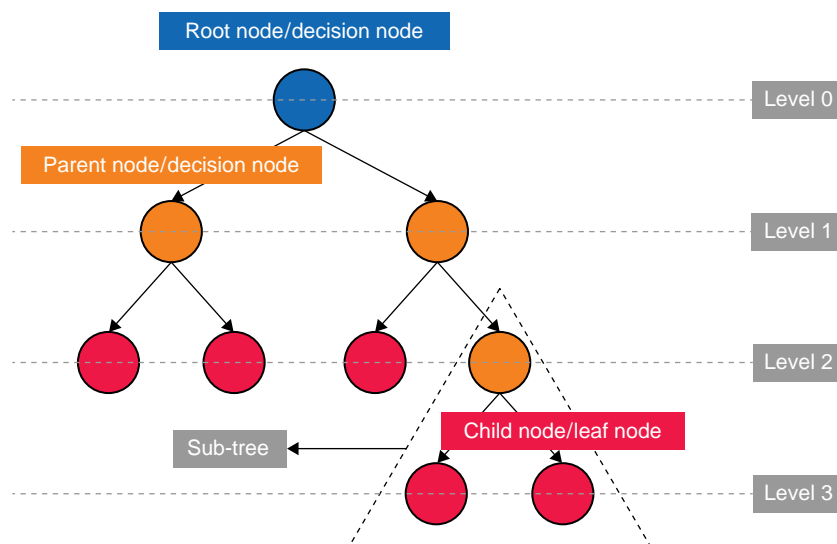 Root node/decision node
Level 0
Parent node/decision node
Level 1
Level 2
Child node/leaf node
Sub-tree
Level 3